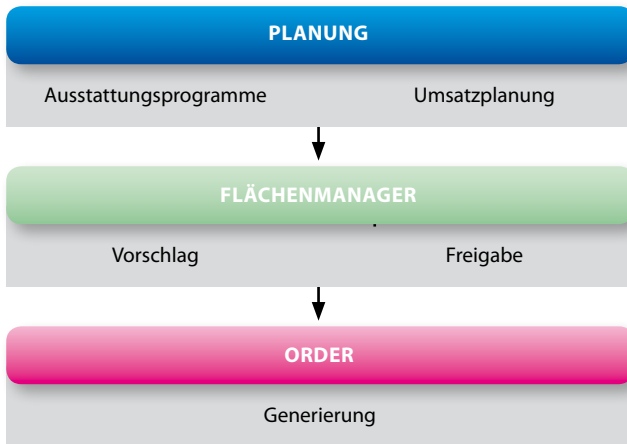 PLANUNG
Ausstattungsprogramme Umsatzplanung
FLÄCHENMANAGER
Vorschlag Freigabe
ORDER
Generierung